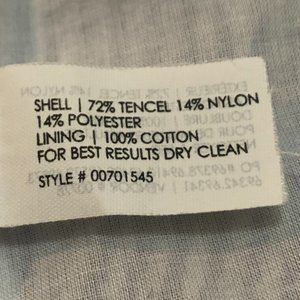 SHELL | 72% TENCEL 14% NYLON
14% POLYESTER
LINING | 100% COTTON
FOR BEST RESULTS DRY CLEAN
STYLE # 00701545